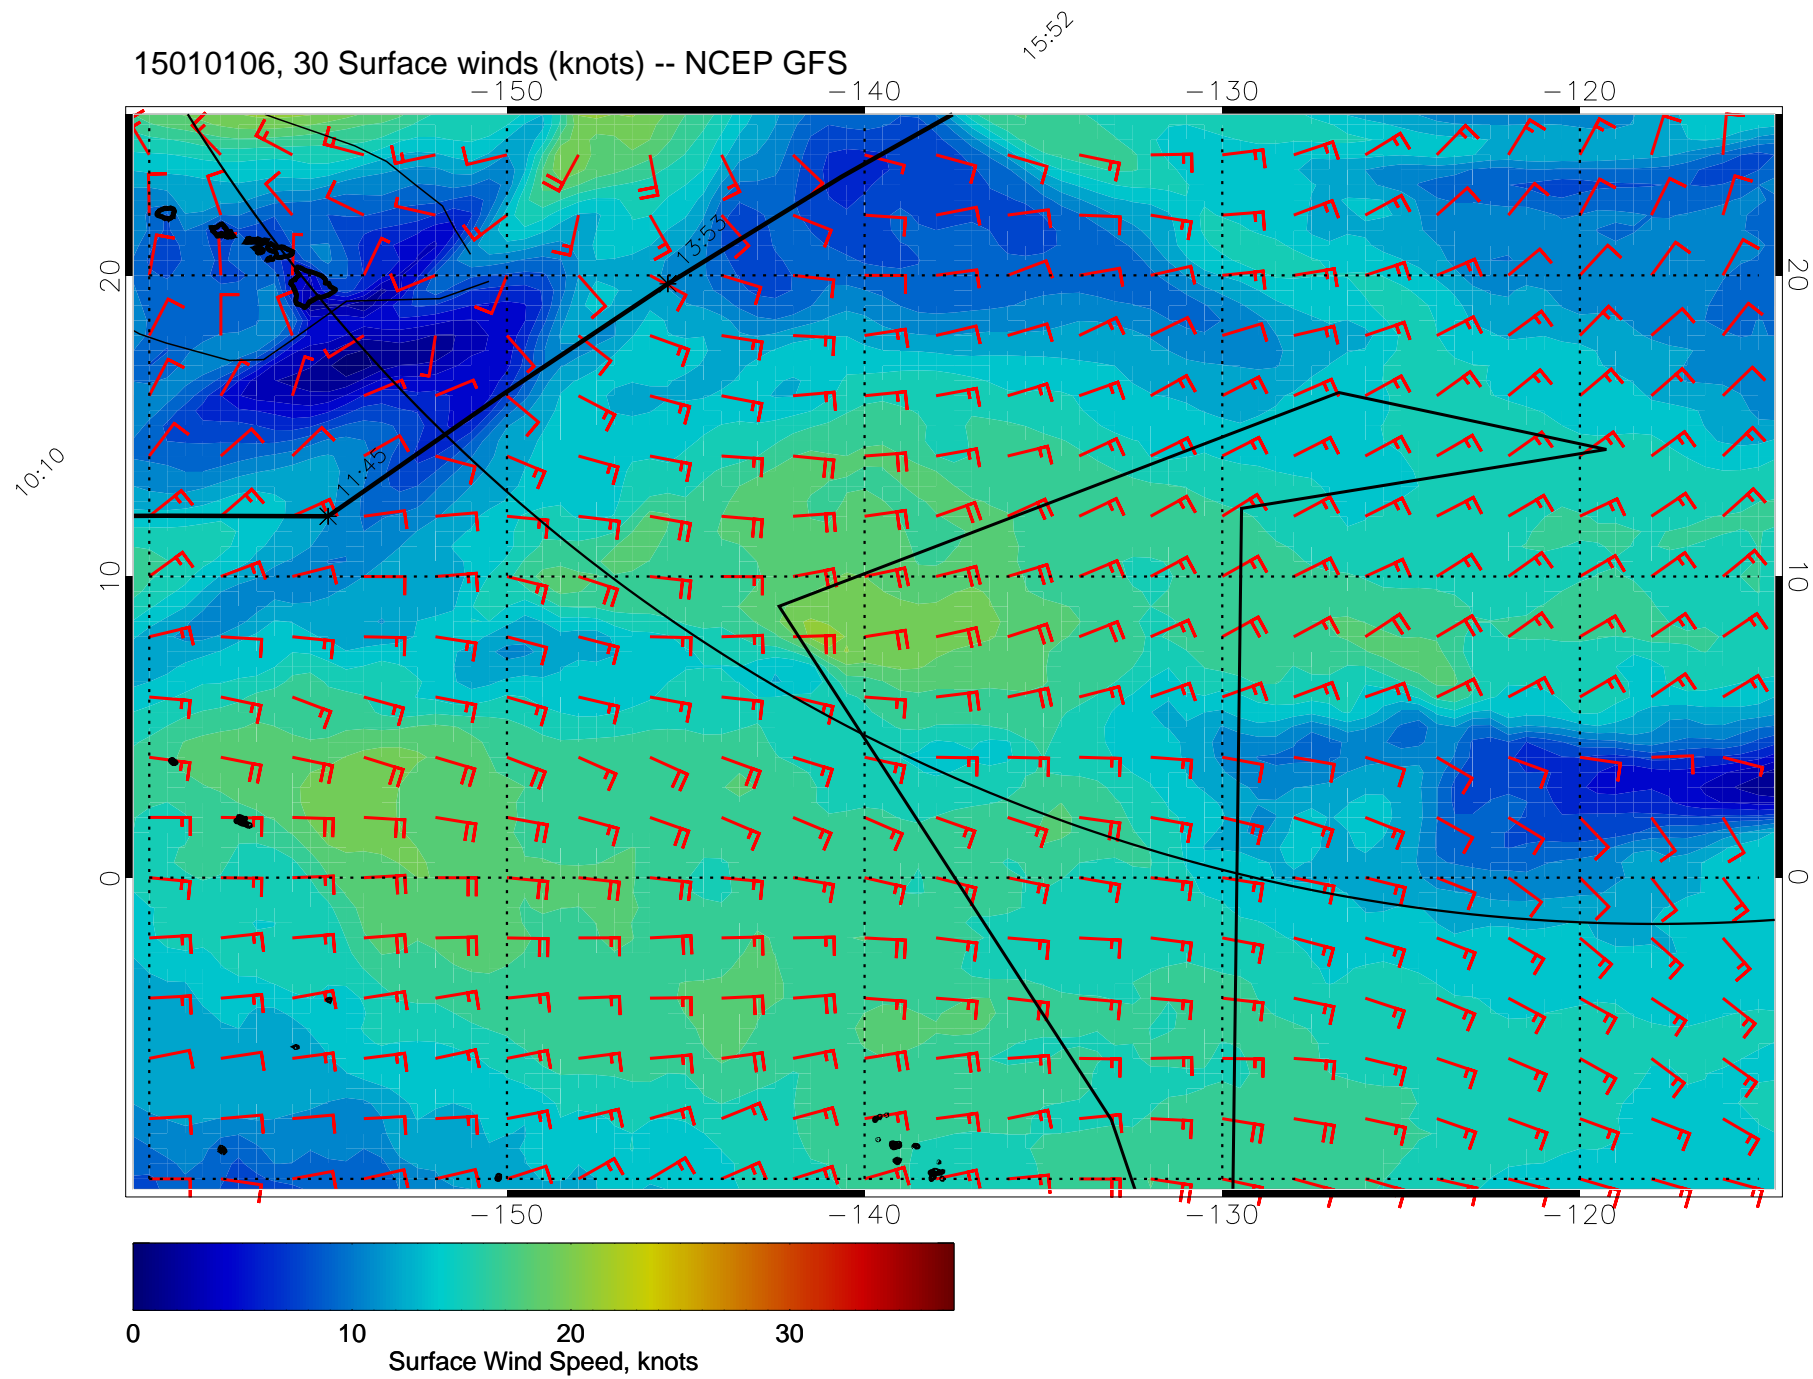 15:52
15010106, 30 Surface winds (knots) -- NCEP GFS
−150 −140 −130 −120
13:53
20 20
11:45
10:10
10 10
0 0
−150 −140 −130 −120
0 10 20 30
Surface Wind Speed, knots